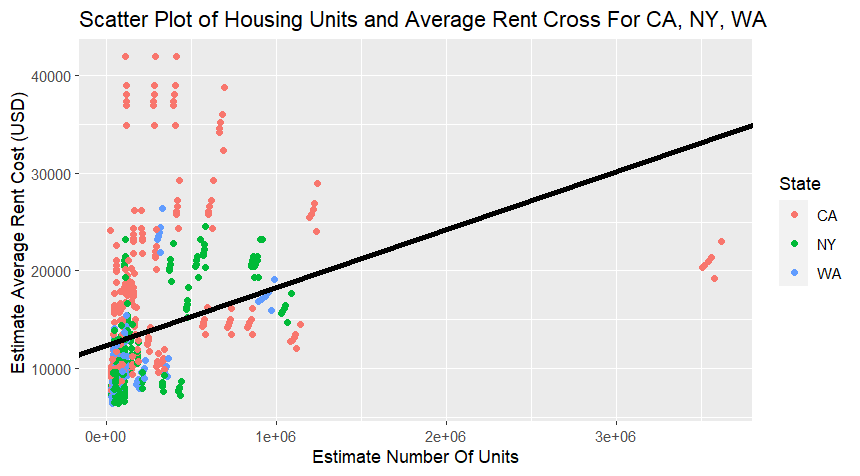 Scatter Plot of Housing Units and Average Rent Cross For CA, NY, WA
Estimate Average Rent Cost (USD)
40000
30000
20000
10000
0e+00
1e+06
2e+06
3e+06
Estimate Number Of Units
State
CA
NY
WA